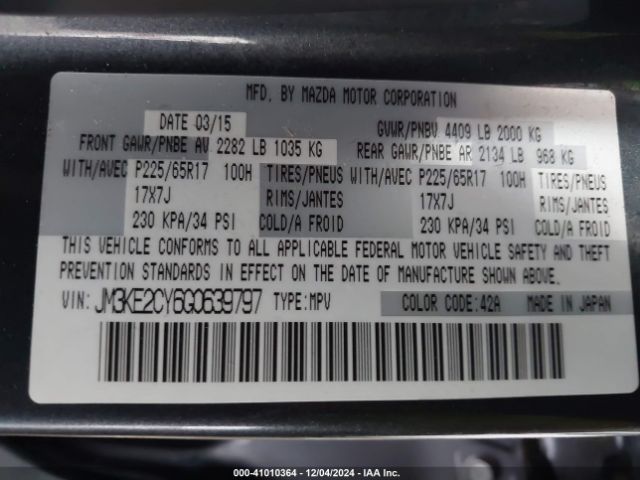 MFD. BY MAZDA MOTOR CORPORATION
DATE 03/15 GVWR/PNBV 4409 LB 2000 KG
FRONT GAWR/PNBE AV 2282 LB 1035 KG REAR GAWR/PNBE AR 2134 LB 968 KG
WITH/AVEC P225/65R17 100H TIRES/PNEUS WITH/AVEC P225/65R17 100H TIRES/PNEUS
17X7J RIMS/JANTES 17X7J RIMS/JANTES
230 KPA/34 PSI COLD/A FROID 230 KPA/34 PSI COLD/A FROID
THIS VEHICLE CONFORMS TO ALL APPLICABLE FEDERAL MOTOR VEHICLE SAFETY AND THEFT
PREVENTION STANDARDS IN EFFECT ON THE DATE OF MANUFACTURE SHOWN ABOVE.
VIN: JM3KE2CY6G0639797 TYPE:MPV COLOR CODE:42A MADE IN JAPAN
000-41010364 - 12/04/2024 - IAA Inc.